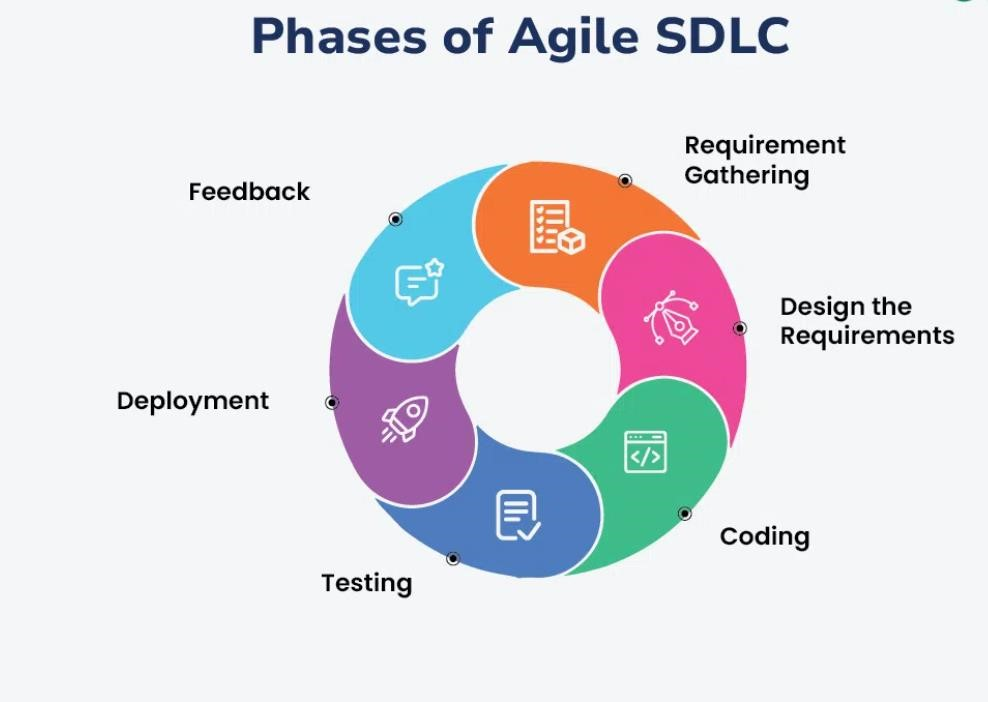 Phases of Agile SDLC
Requirement
Gathering
Feedback
Design the
Requirements
Deployment
Coding
Testing